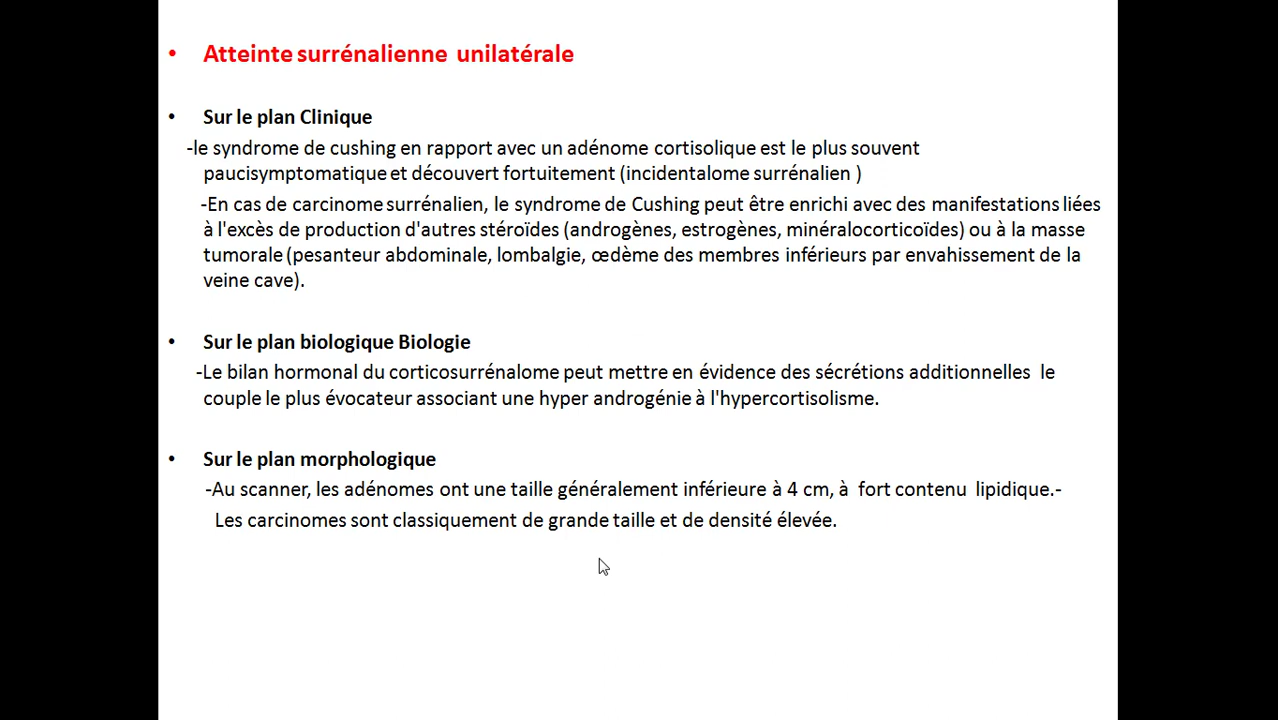 • Atteinte surrénalienne unilatérale
• Sur le plan Clinique
-le syndrome de cushing en rapport avec un adénome cortisolique est le plus souvent
paucisymptomatique et découvert fortuitement (incidentalome surrénalien )
-En cas de carcinome surrénalien, le syndrome de Cushing peut être enrichi avec des manifestations liées
à l'excès de production d'autres stéroïdes (androgènes, estrogènes, minéralocorticoïdes) ou à la masse
tumorale (pesanteur abdominale, lombalgie, œdème des membres inférieurs par envahissement de la
veine cave).
• Sur le plan biologique Biologie
-Le bilan hormonal du corticosurrénalome peut mettre en évidence des sécrétions additionnelles le
couple le plus évocateur associant une hyper androgénie à l'hypercortisolisme.
• Sur le plan morphologique
-Au scanner, les adénomes ont une taille généralement inférieure à 4 cm, à fort contenu lipidique.-
Les carcinomes sont classiquement de grande taille et de densité élevée.